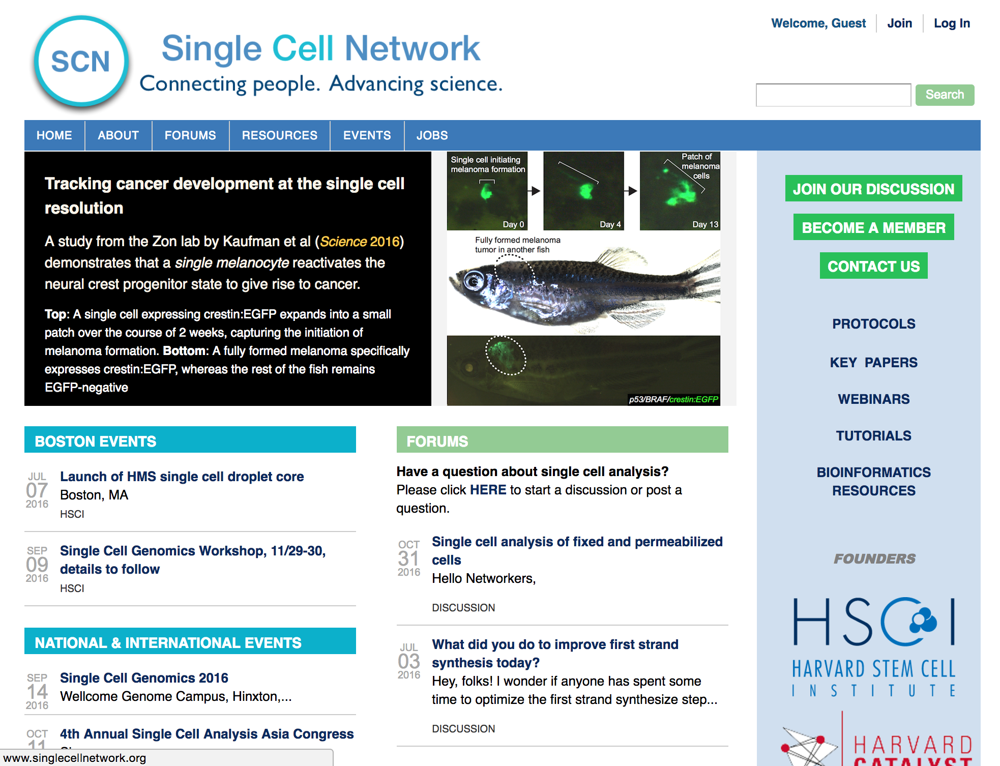 Welcome, Guest
Join
Log In
SCN
Single Cell Network
Connecting people. Advancing science.
Search
HOME
ABOUT
FORUMS
RESOURCES
EVENTS
JOBS
Tracking cancer development at the single cell
resolution
A study from the Zon lab by Kaufman et al (Science 2016)
demonstrates that a single melanocyte reactivates the
neural crest progenitor state to give rise to cancer.
Top: A single cell expressing crestin:EGFP expands into a small
patch over the course of 2 weeks, capturing the initiation of
melanoma formation. Bottom: A fully formed melanoma specifically
expresses crestin:EGFP, whereas the rest of the fish remains
EGFP-negative
Single cell initiating
melanoma formation
Day 0
Day 4
Patch of
melanoma
cells
Day 13
Fully formed melanoma
tumor in another fish
p53/BRAF/crestin:EGFP
JOIN OUR DISCUSSION
BECOME A MEMBER
CONTACT US
PROTOCOLS
KEY PAPERS
WEBINARS
TUTORIALS
BIOINFORMATICS
RESOURCES
FOUNDERS
HSCI
HARVARD STEM CELL
INSTITUTE
HARVARD
CATALYST
BOSTON EVENTS
JUL
07
2016
Launch of HMS single cell droplet core
Boston, MA
HSCI
SEP
09
2016
Single Cell Genomics Workshop, 11/29-30,
details to follow
HSCI
NATIONAL & INTERNATIONAL EVENTS
SEP
14
2016
Single Cell Genomics 2016
Wellcome Genome Campus, Hinxton,...
OCT
11
4th Annual Single Cell Analysis Asia Congress
FORUMS
Have a question about single cell analysis?
Please click HERE to start a discussion or post a
question.
OCT
31
2016
Single cell analysis of fixed and permeabilized
cells
Hello Networkers,
DISCUSSION
JUL
03
2016
What did you do to improve first strand
synthesis today?
Hey, folks! I wonder if anyone has spent some
time to optimize the first strand synthesize step...
DISCUSSION
www.singlecellnetwork.org